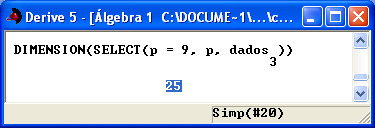 Derive 5 - [Álgebra 1 C:\DOCUME~1\...\c...
DIMENSION(SELECT(p = 9, p, dados ))
3
25
Simp(#20)